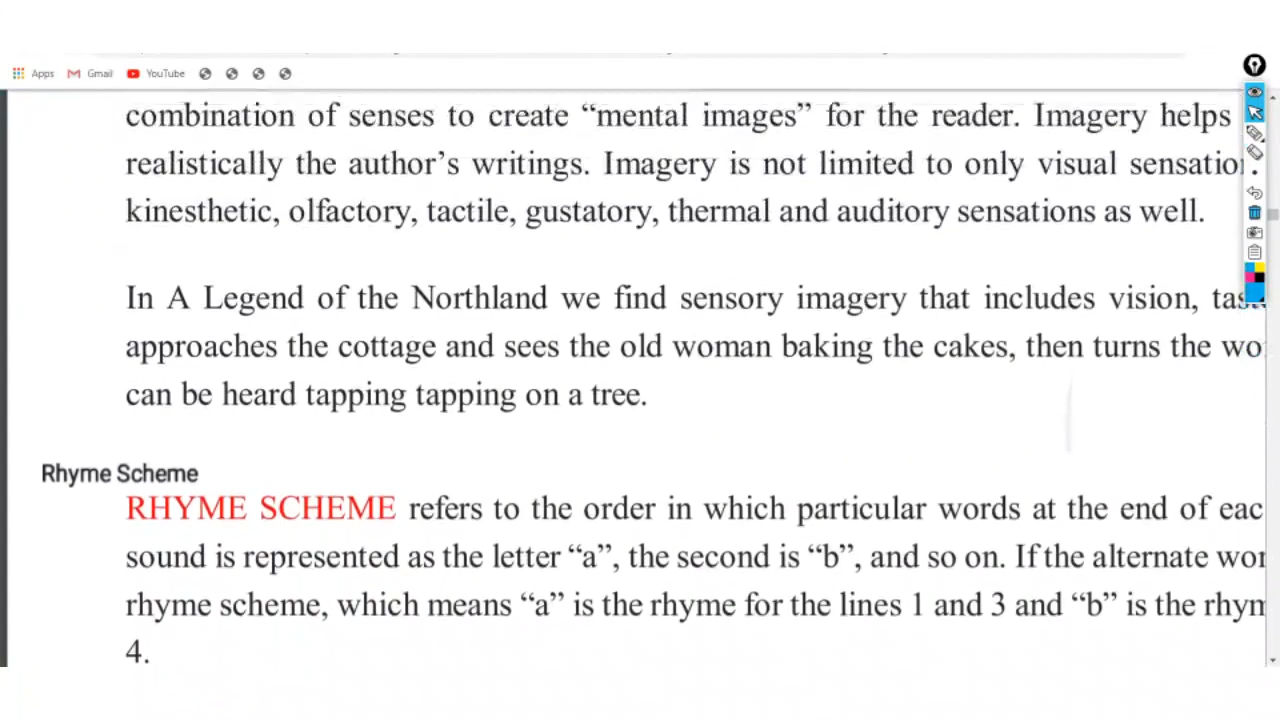 Apps Gmail YouTube
combination of senses to create “mental images” for the reader. Imagery helps
realistically the author’s writings. Imagery is not limited to only visual
kinesthetic, olfactory, tactile, gustatory, thermal and auditory sensations as well.
In A Legend of the Northland we find sensory imagery that includes vision,
approaches the cottage and sees the old woman baking the cakes, then turns the
can be heard tapping tapping on a tree.
Rhyme Scheme
RHYME SCHEME refers to the order in which particular words at the end of
sound is represented as the letter “a”, the second is “b”, and so on. If the alternate
rhyme scheme, which means “a” is the rhyme for the lines 1 and 3 and “b” is the
4.